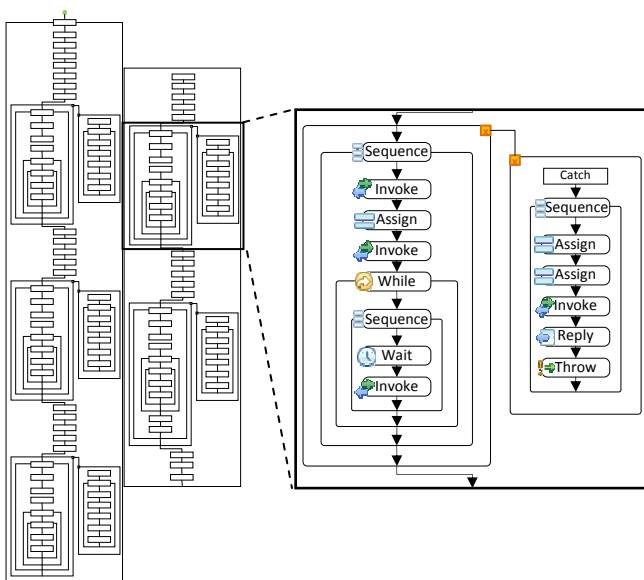 Sequence
Invoke
Assign
Invoke
While
Sequence
Wait
Invoke
Catch
Sequence
Assign
Assign
Invoke
Reply
Throw